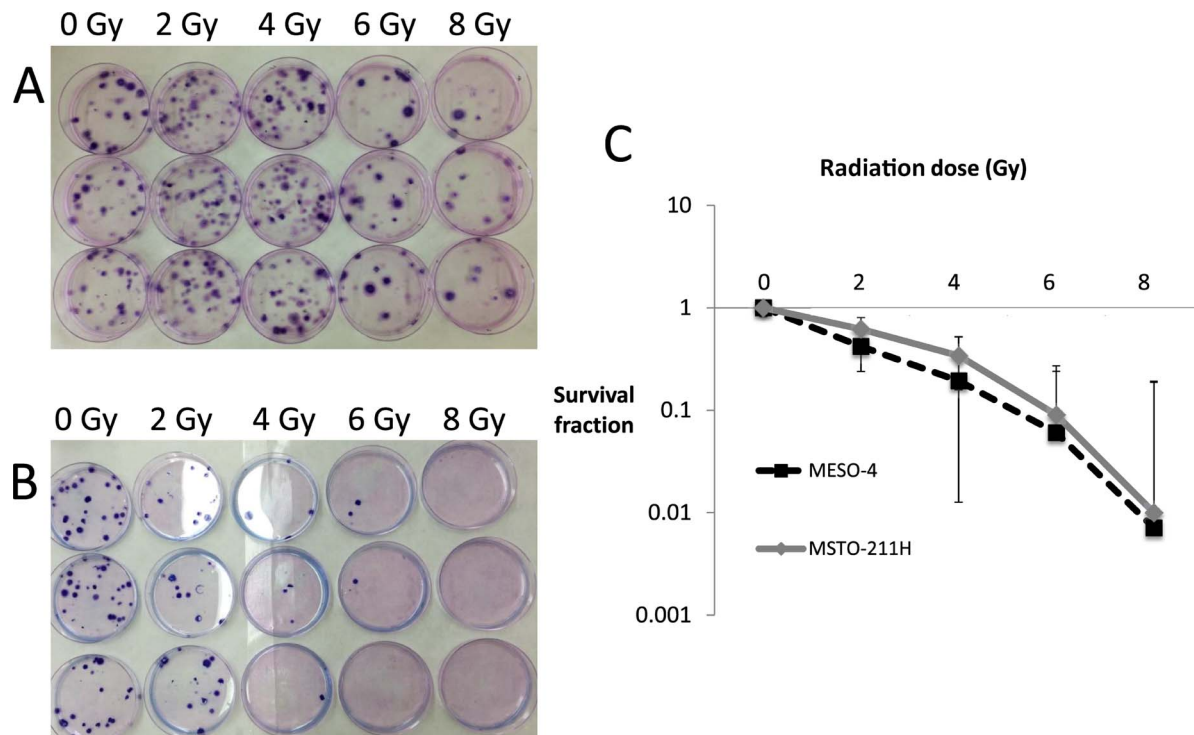 0 Gy 2 Gy 4 Gy 6 Gy 8 Gy
A
0 Gy 2 Gy 4 Gy 6 Gy 8 Gy
B
C
Radiation dose (Gy)
10
0 2 4 6 8
1
Survival
fraction
0.1
MESO-4
0.01
MSTO-211H
0.001